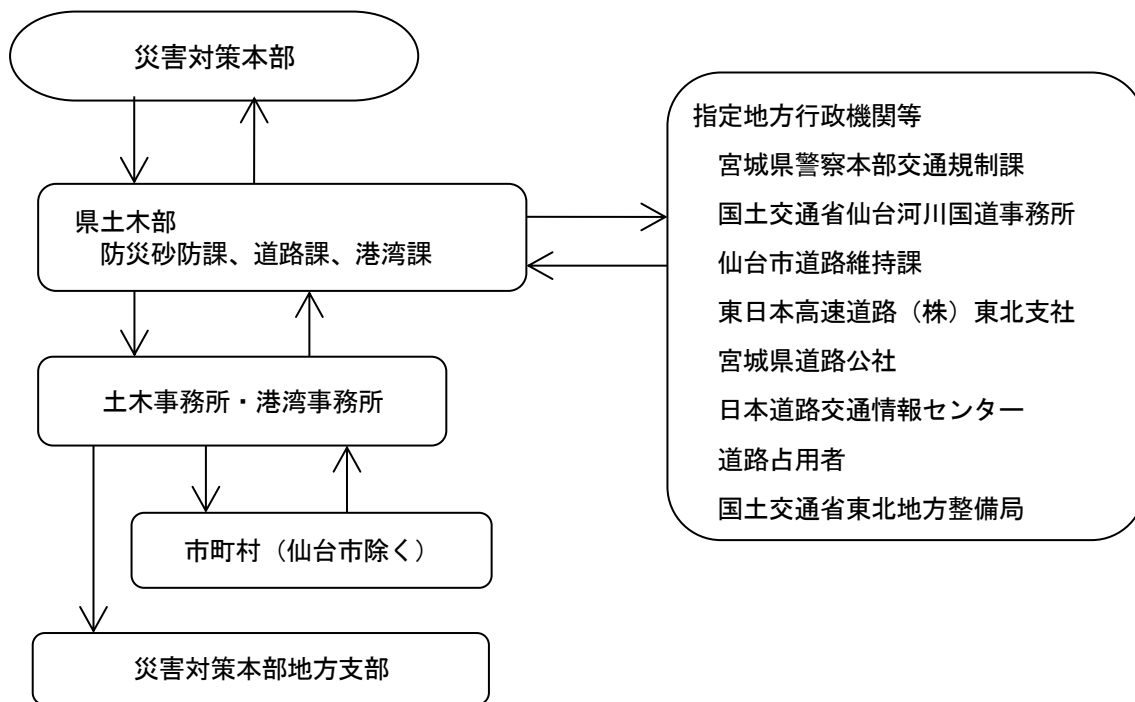 災害対策本部
県土木部
防災砂防課、道路課、港湾課
土木事務所・港湾事務所
市町村（仙台市除く）
災害対策本部地方支部
指定地方行政機関等
宮城県警察本部交通規制課
国土交通省仙台河川国道事務所
仙台市道路維持課
東日本高速道路（株）東北支社
宮城県道路公社
日本道路交通情報センター
道路占用者
国土交通省東北地方整備局